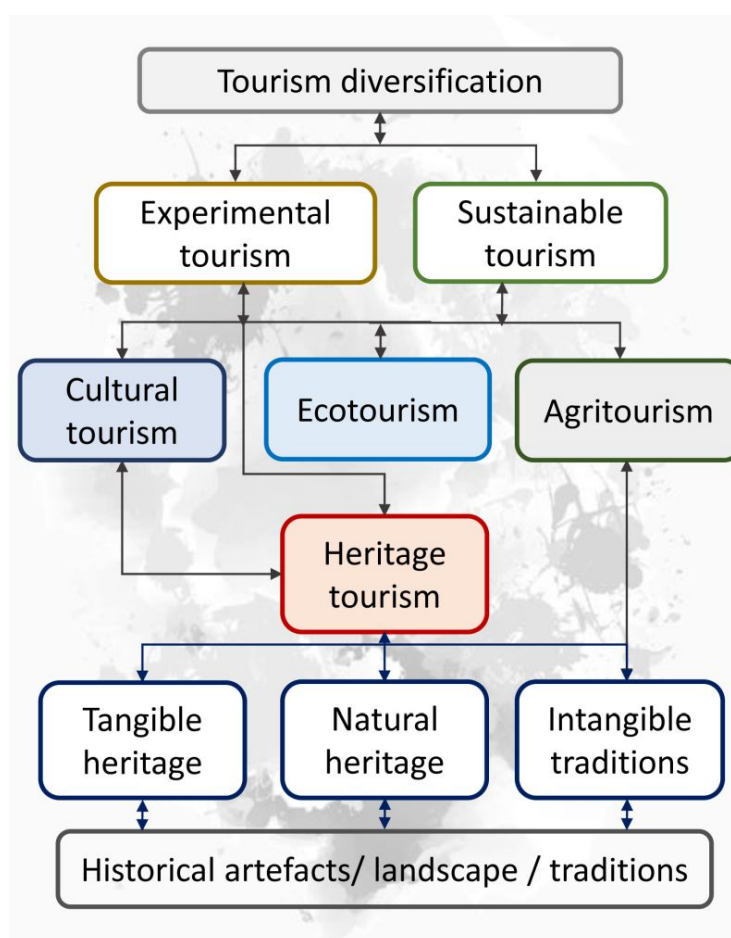 Tourism diversification
Experimental
tourism
Sustainable
tourism
Cultural
tourism
Ecotourism
Agritourism
Heritage
tourism
Tangible
heritage
Natural
heritage
Intangible
traditions
Historical artefacts/ landscape / traditions